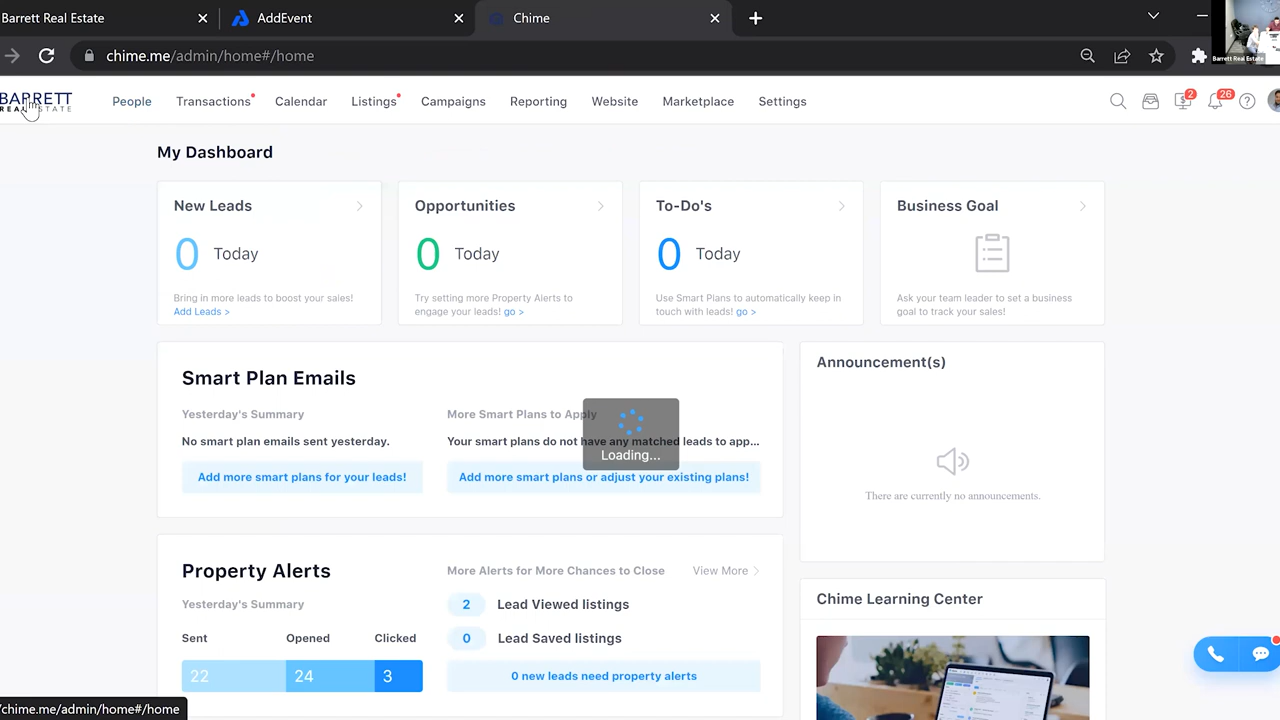 Barrett Real Estate
AddEvent
Chime
chime.me/admin/home#/home
Barrett Real Estate
BARRETT
REAL ESTATE
People
Transactions
Calendar
Listings
Campaigns
Reporting
Website
Marketplace
Settings
2
26
My Dashboard
New Leads
0 Today
Bring in more leads to boost your sales!
Add Leads >
Opportunities
0 Today
Try setting more Property Alerts to
engage your leads! go >
To-Do's
0 Today
Use Smart Plans to automatically keep in
touch with leads! go >
Business Goal
Ask your team leader to set a business
goal to track your sales!
Smart Plan Emails
Yesterday's Summary
No smart plan emails sent yesterday.
Add more smart plans for your leads!
More Smart Plans to Apply
Your smart plans do not have any matched leads to app...
Add more smart plans or adjust your existing plans!
Loading...
Announcement(s)
There are currently no announcements.
Property Alerts
Yesterday's Summary
Sent Opened Clicked
22 24 3
More Alerts for More Chances to Close
View More
2 Lead Viewed listings
0 Lead Saved listings
0 new leads need property alerts
Chime Learning Center
/chime.me/admin/home#/home